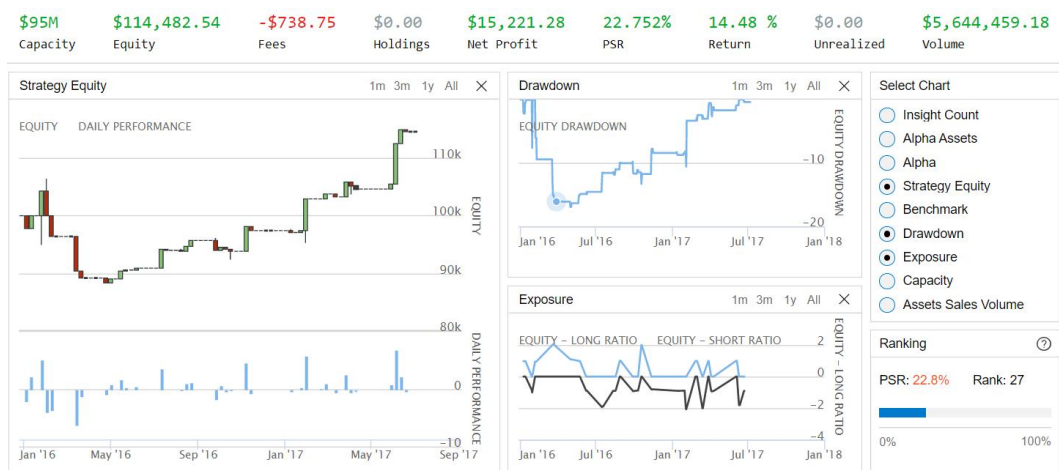 $95M $114,482.54 -$738.75 $0.00 $15,221.28 22.752% 14.48 % $0.00 $5,644,459.18
Capacity Equity Fees Holdings Net Profit PSR Return Unrealized Volume
Strategy Equity 1m 3m 1y All
EQUITY DAILY PERFORMANCE
110k
100k
90k
80k
EQUITY
0
-10
DAILY PERFORMANCE
Jan '16 May '16 Sep '16 Jan '17 May '17 Sep '17
Drawdown 1m 3m 1y All
EQUITY DRAWDOWN
-10
-20
EQUITY DRAWDOWN
Jan '16 Jul '16 Jan '17 Jul '17 Jan '18
Exposure 1m 3m 1y All
EQUITY - LONG RATIO EQUITY - SHORT RATIO
2
0
-2
-4
EQUITY - LONG RATIO
Jan '16 Jul '16 Jan '17 Jul '17 Jan '18
Select Chart
Insight Count
Alpha Assets
Alpha
Strategy Equity
Benchmark
Drawdown
Exposure
Capacity
Assets Sales Volume
Ranking ?
PSR: 22.8% Rank: 27
0% 100%